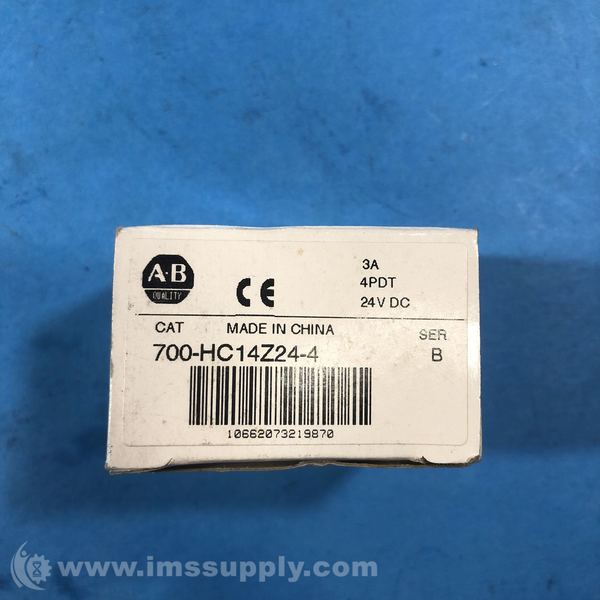 A·B
QUALITY
CE
3A
4PDT
24V DC
CAT
MADE IN CHINA
SER
700-HC14Z24-4
B
10662073219870
www.imssupply.com